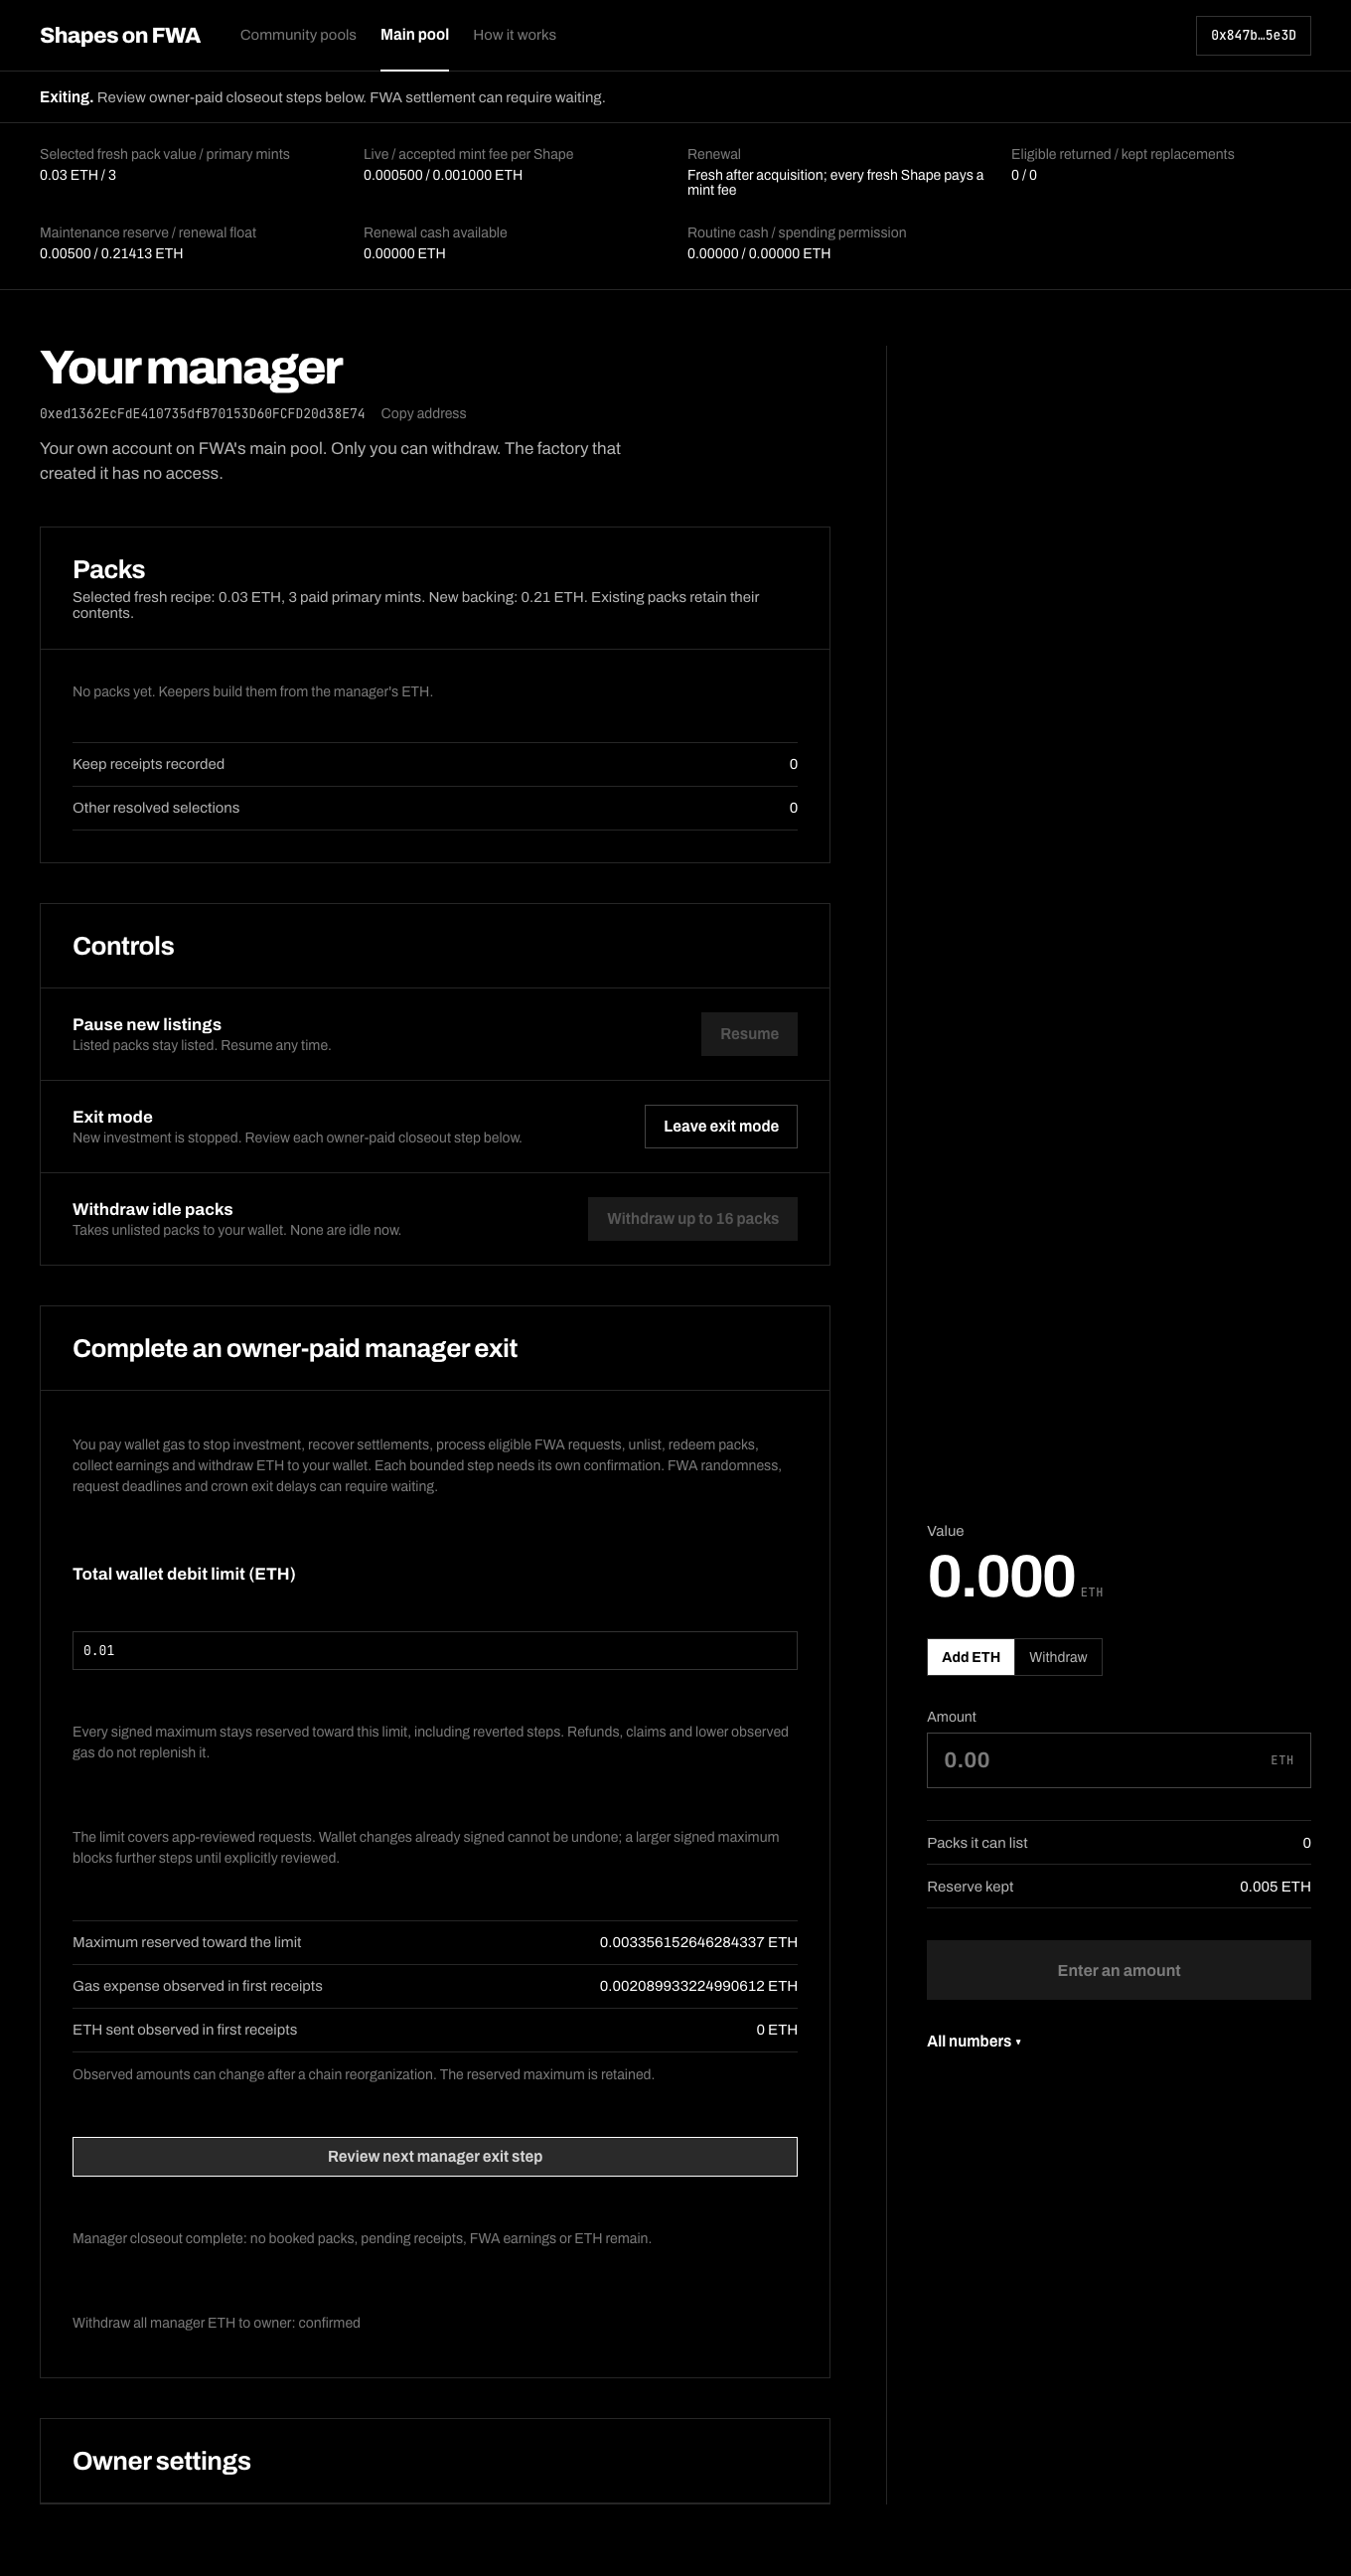 Shapes on FWA
Community pools
Main pool
How it works
0x847b…5e3D
Exiting. Review owner-paid closeout steps below. FWA settlement can require waiting.
Selected fresh pack value / primary mints
0.03 ETH / 3
Live / accepted mint fee per Shape
0.000500 / 0.001000 ETH
Renewal
Fresh after acquisition; every fresh Shape pays a
mint fee
Eligible returned / kept replacements
0 / 0
Maintenance reserve / renewal float
0.00500 / 0.21413 ETH
Renewal cash available
0.00000 ETH
Routine cash / spending permission
0.00000 / 0.00000 ETH
Your manager
0xed1362EcFdE410735dfB70153D60FCFD20d38E74
Copy address
Your own account on FWA's main pool. Only you can withdraw. The factory that
created it has no access.
Packs
Selected fresh recipe: 0.03 ETH, 3 paid primary mints. New backing: 0.21 ETH. Existing packs retain their
contents.
No packs yet. Keepers build them from the manager's ETH.
Keep receipts recorded
0
Other resolved selections
0
Controls
Pause new listings
Listed packs stay listed. Resume any time.
Resume
Exit mode
New investment is stopped. Review each owner-paid closeout step below.
Leave exit mode
Withdraw idle packs
Takes unlisted packs to your wallet. None are idle now.
Withdraw up to 16 packs
Complete an owner-paid manager exit
You pay wallet gas to stop investment, recover settlements, process eligible FWA requests, unlist, redeem packs,
collect earnings and withdraw ETH to your wallet. Each bounded step needs its own confirmation. FWA randomness,
request deadlines and crown exit delays can require waiting.
Total wallet debit limit (ETH)
0.01
Every signed maximum stays reserved toward this limit, including reverted steps. Refunds, claims and lower observed
gas do not replenish it.
The limit covers app-reviewed requests. Wallet changes already signed cannot be undone; a larger signed maximum
blocks further steps until explicitly reviewed.
Maximum reserved toward the limit
0.003356152646284337 ETH
Gas expense observed in first receipts
0.002089933224990612 ETH
ETH sent observed in first receipts
0 ETH
Observed amounts can change after a chain reorganization. The reserved maximum is retained.
Review next manager exit step
Manager closeout complete: no booked packs, pending receipts, FWA earnings or ETH remain.
Withdraw all manager ETH to owner: confirmed
Owner settings
Value
0.000 ETH
Add ETH
Withdraw
Amount
0.00
ETH
Packs it can list
0
Reserve kept
0.005 ETH
Enter an amount
All numbers ▾